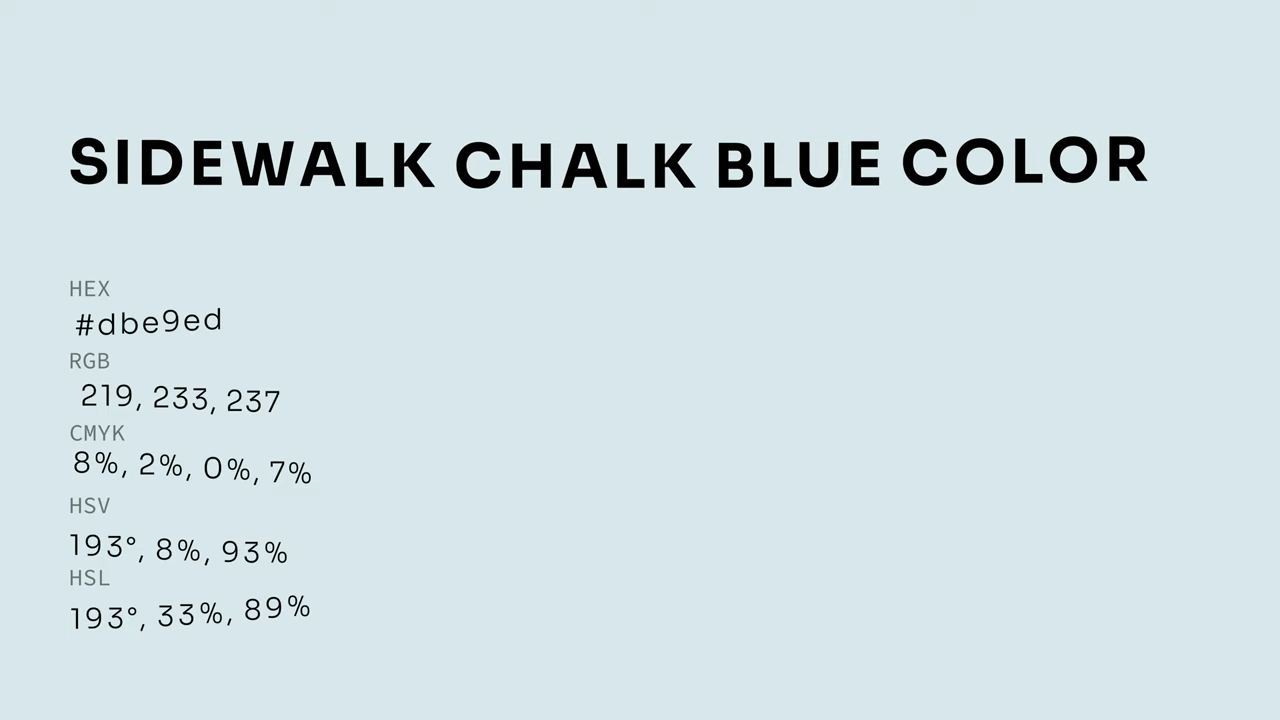 SIDEWALK CHALK BLUE COLOR
HEX
#dbe9ed
RGB
219, 233, 237
CMYK
8%, 2%, 0%, 7%
HSV
193°, 8%, 93%
HSL
193°, 33%, 89%